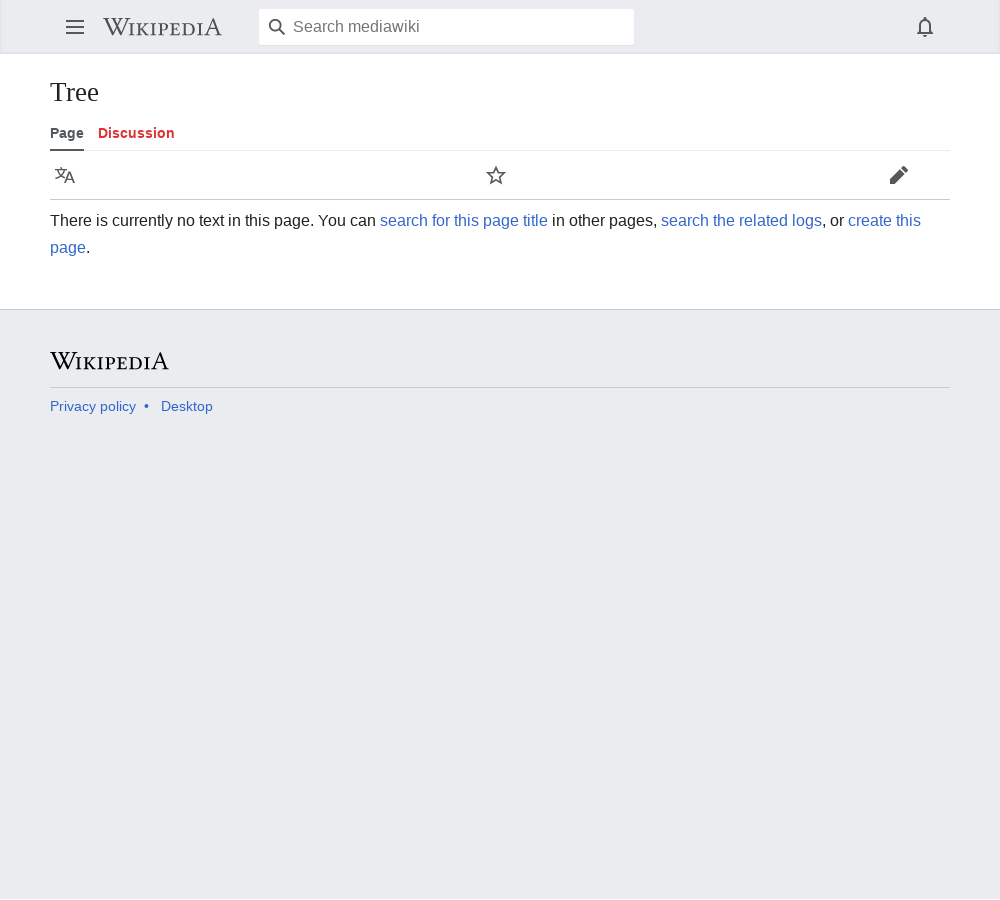 WIKIPEDIA
Search mediawiki
Tree
Page Discussion
There is currently no text in this page. You can search for this page title in other pages, search the related logs, or create this
page.
WIKIPEDIA
Privacy policy • Desktop